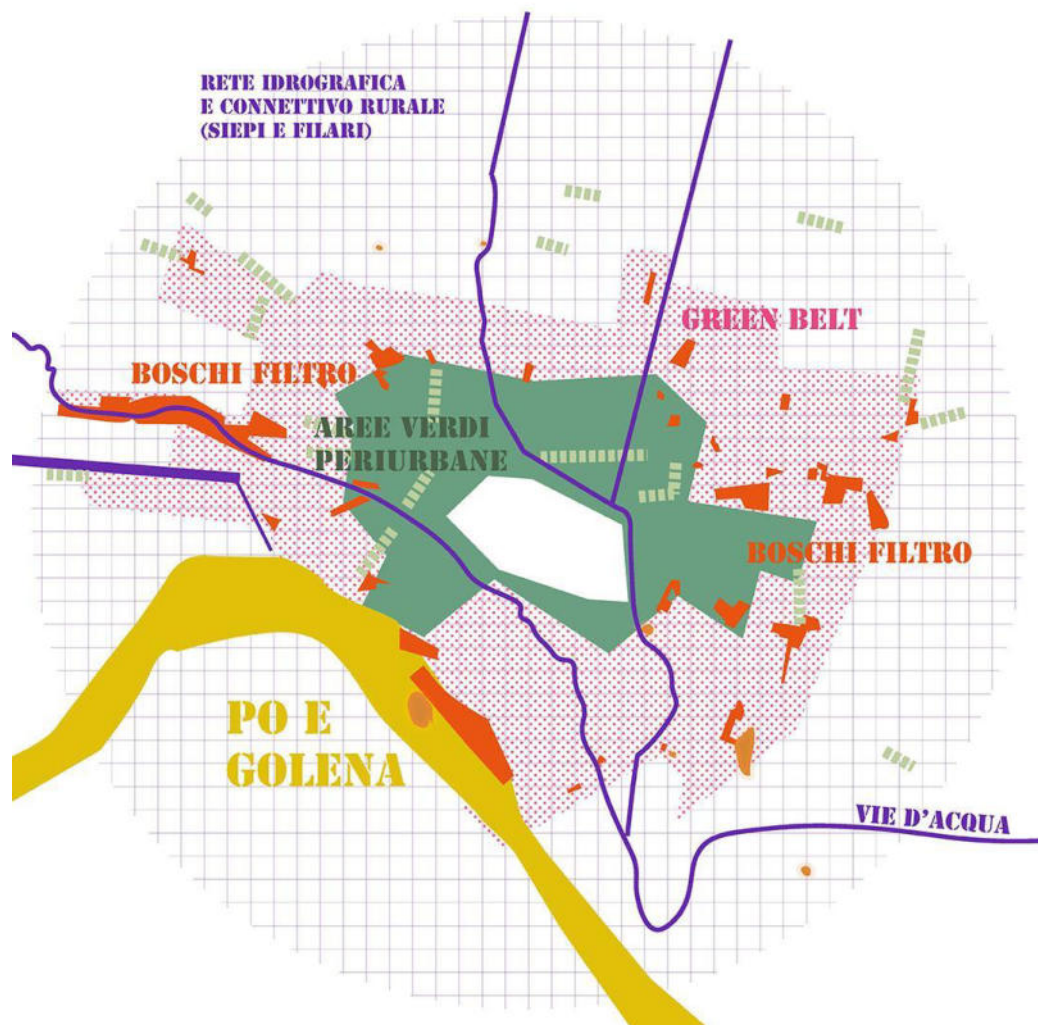 RETE IDROGRAFICA
E CONNETTIVO RURALE
(SIEPI E FILARI)
GREEN BELT
BOSCHI FILTRO
AREE VERDI
PERIURBANE
BOSCHI FILTRO
PO E
GOLENA
VIE D'ACQUA